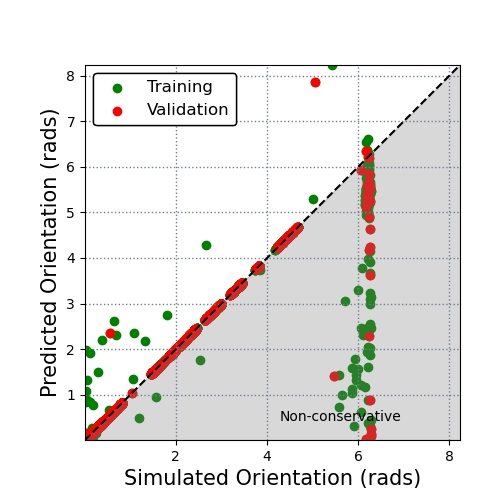 Training
Validation
8
7
6
5
4
3
2
1
Predicted Orientation (rads)
Non-conservative
2
4
6
8
Simulated Orientation (rads)